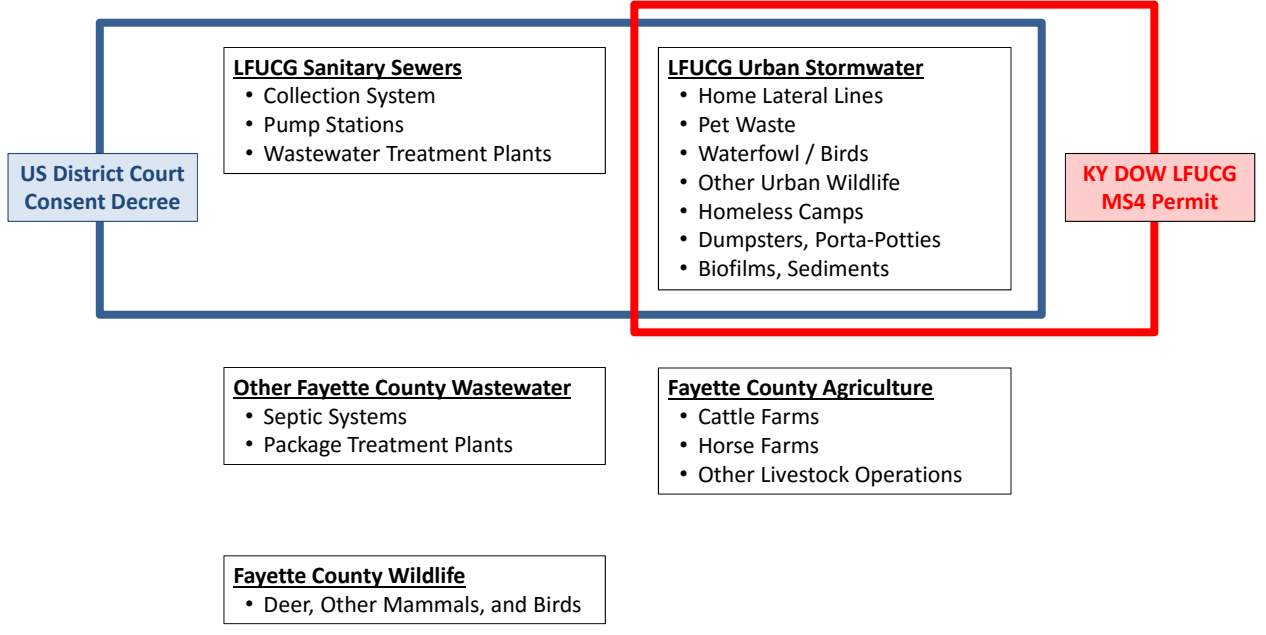 US District Court
Consent Decree
LFUCG Sanitary Sewers
• Collection System
• Pump Stations
• Wastewater Treatment Plants
LFUCG Urban Stormwater
• Home Lateral Lines
• Pet Waste
• Waterfowl / Birds
• Other Urban Wildlife
• Homeless Camps
• Dumpsters, Porta-Potties
• Biofilms, Sediments
KY DOW LFUCG
MS4 Permit
Other Fayette County Wastewater
• Septic Systems
• Package Treatment Plants
Fayette County Agriculture
• Cattle Farms
• Horse Farms
• Other Livestock Operations
Fayette County Wildlife
• Deer, Other Mammals, and Birds